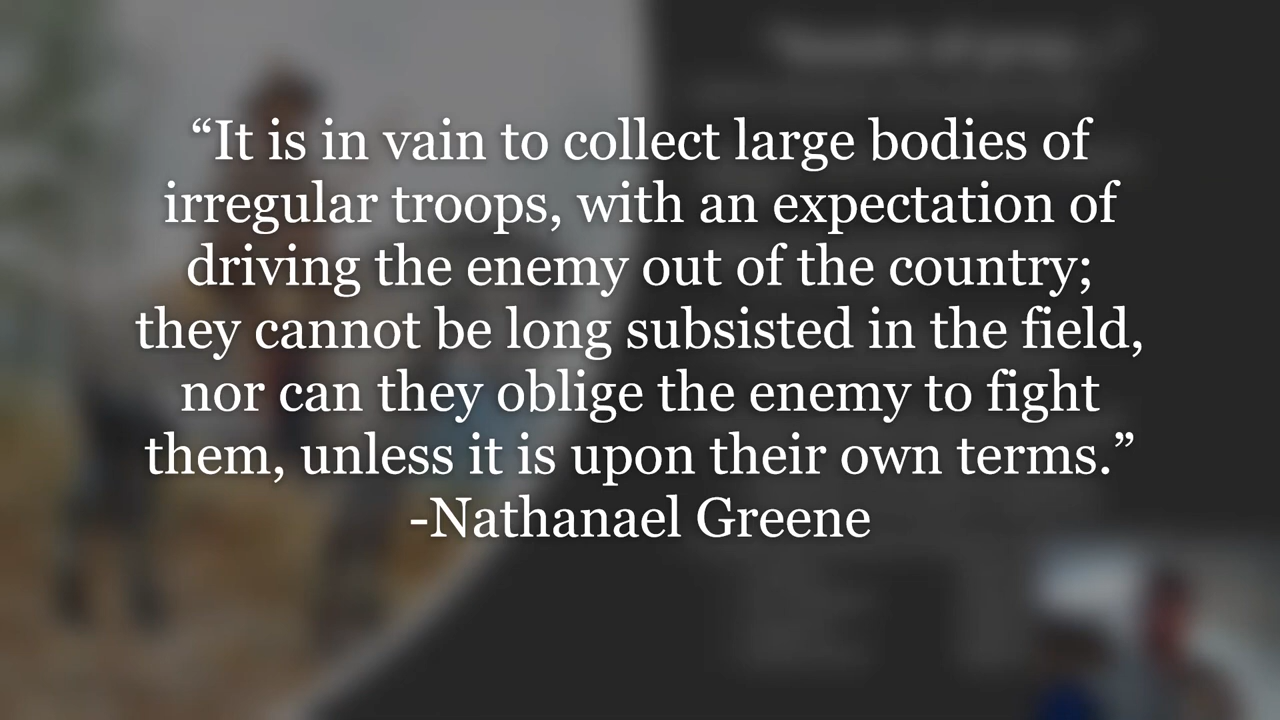 “It is in vain to collect large bodies of
irregular troops, with an expectation of
driving the enemy out of the country;
they cannot be long subsisted in the field,
nor can they oblige the enemy to fight
them, unless it is upon their own terms.”
-Nathanael Greene